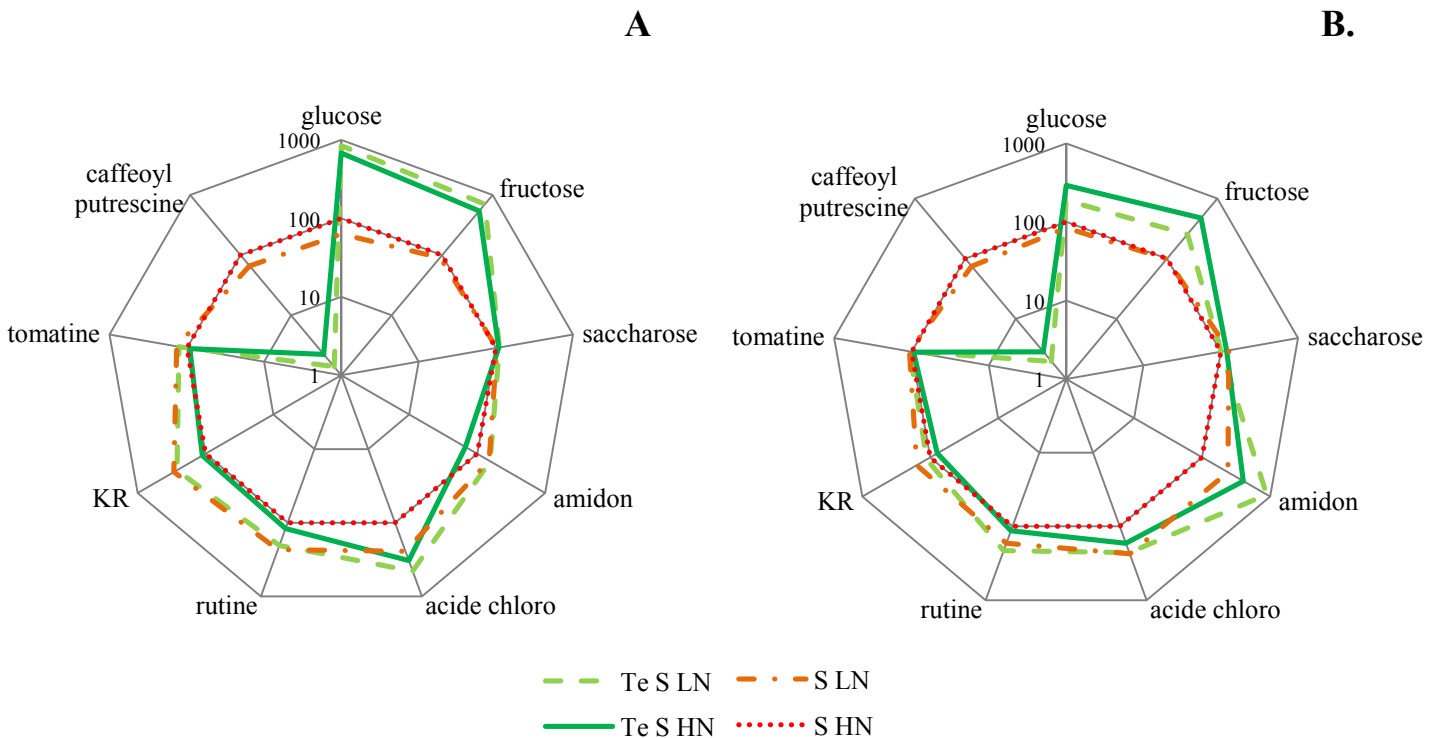 A
B.
glucose
1000
caffeoyl
putrescine
fructose
100
10
tomatine
saccharose
1
KR
amidon
rutine
acide chloro
glucose
1000
caffeoyl
putrescine
fructose
100
10
tomatine
saccharose
1
KR
amidon
rutine
acide chloro
Te S LN
S LN
Te S HN
S HN